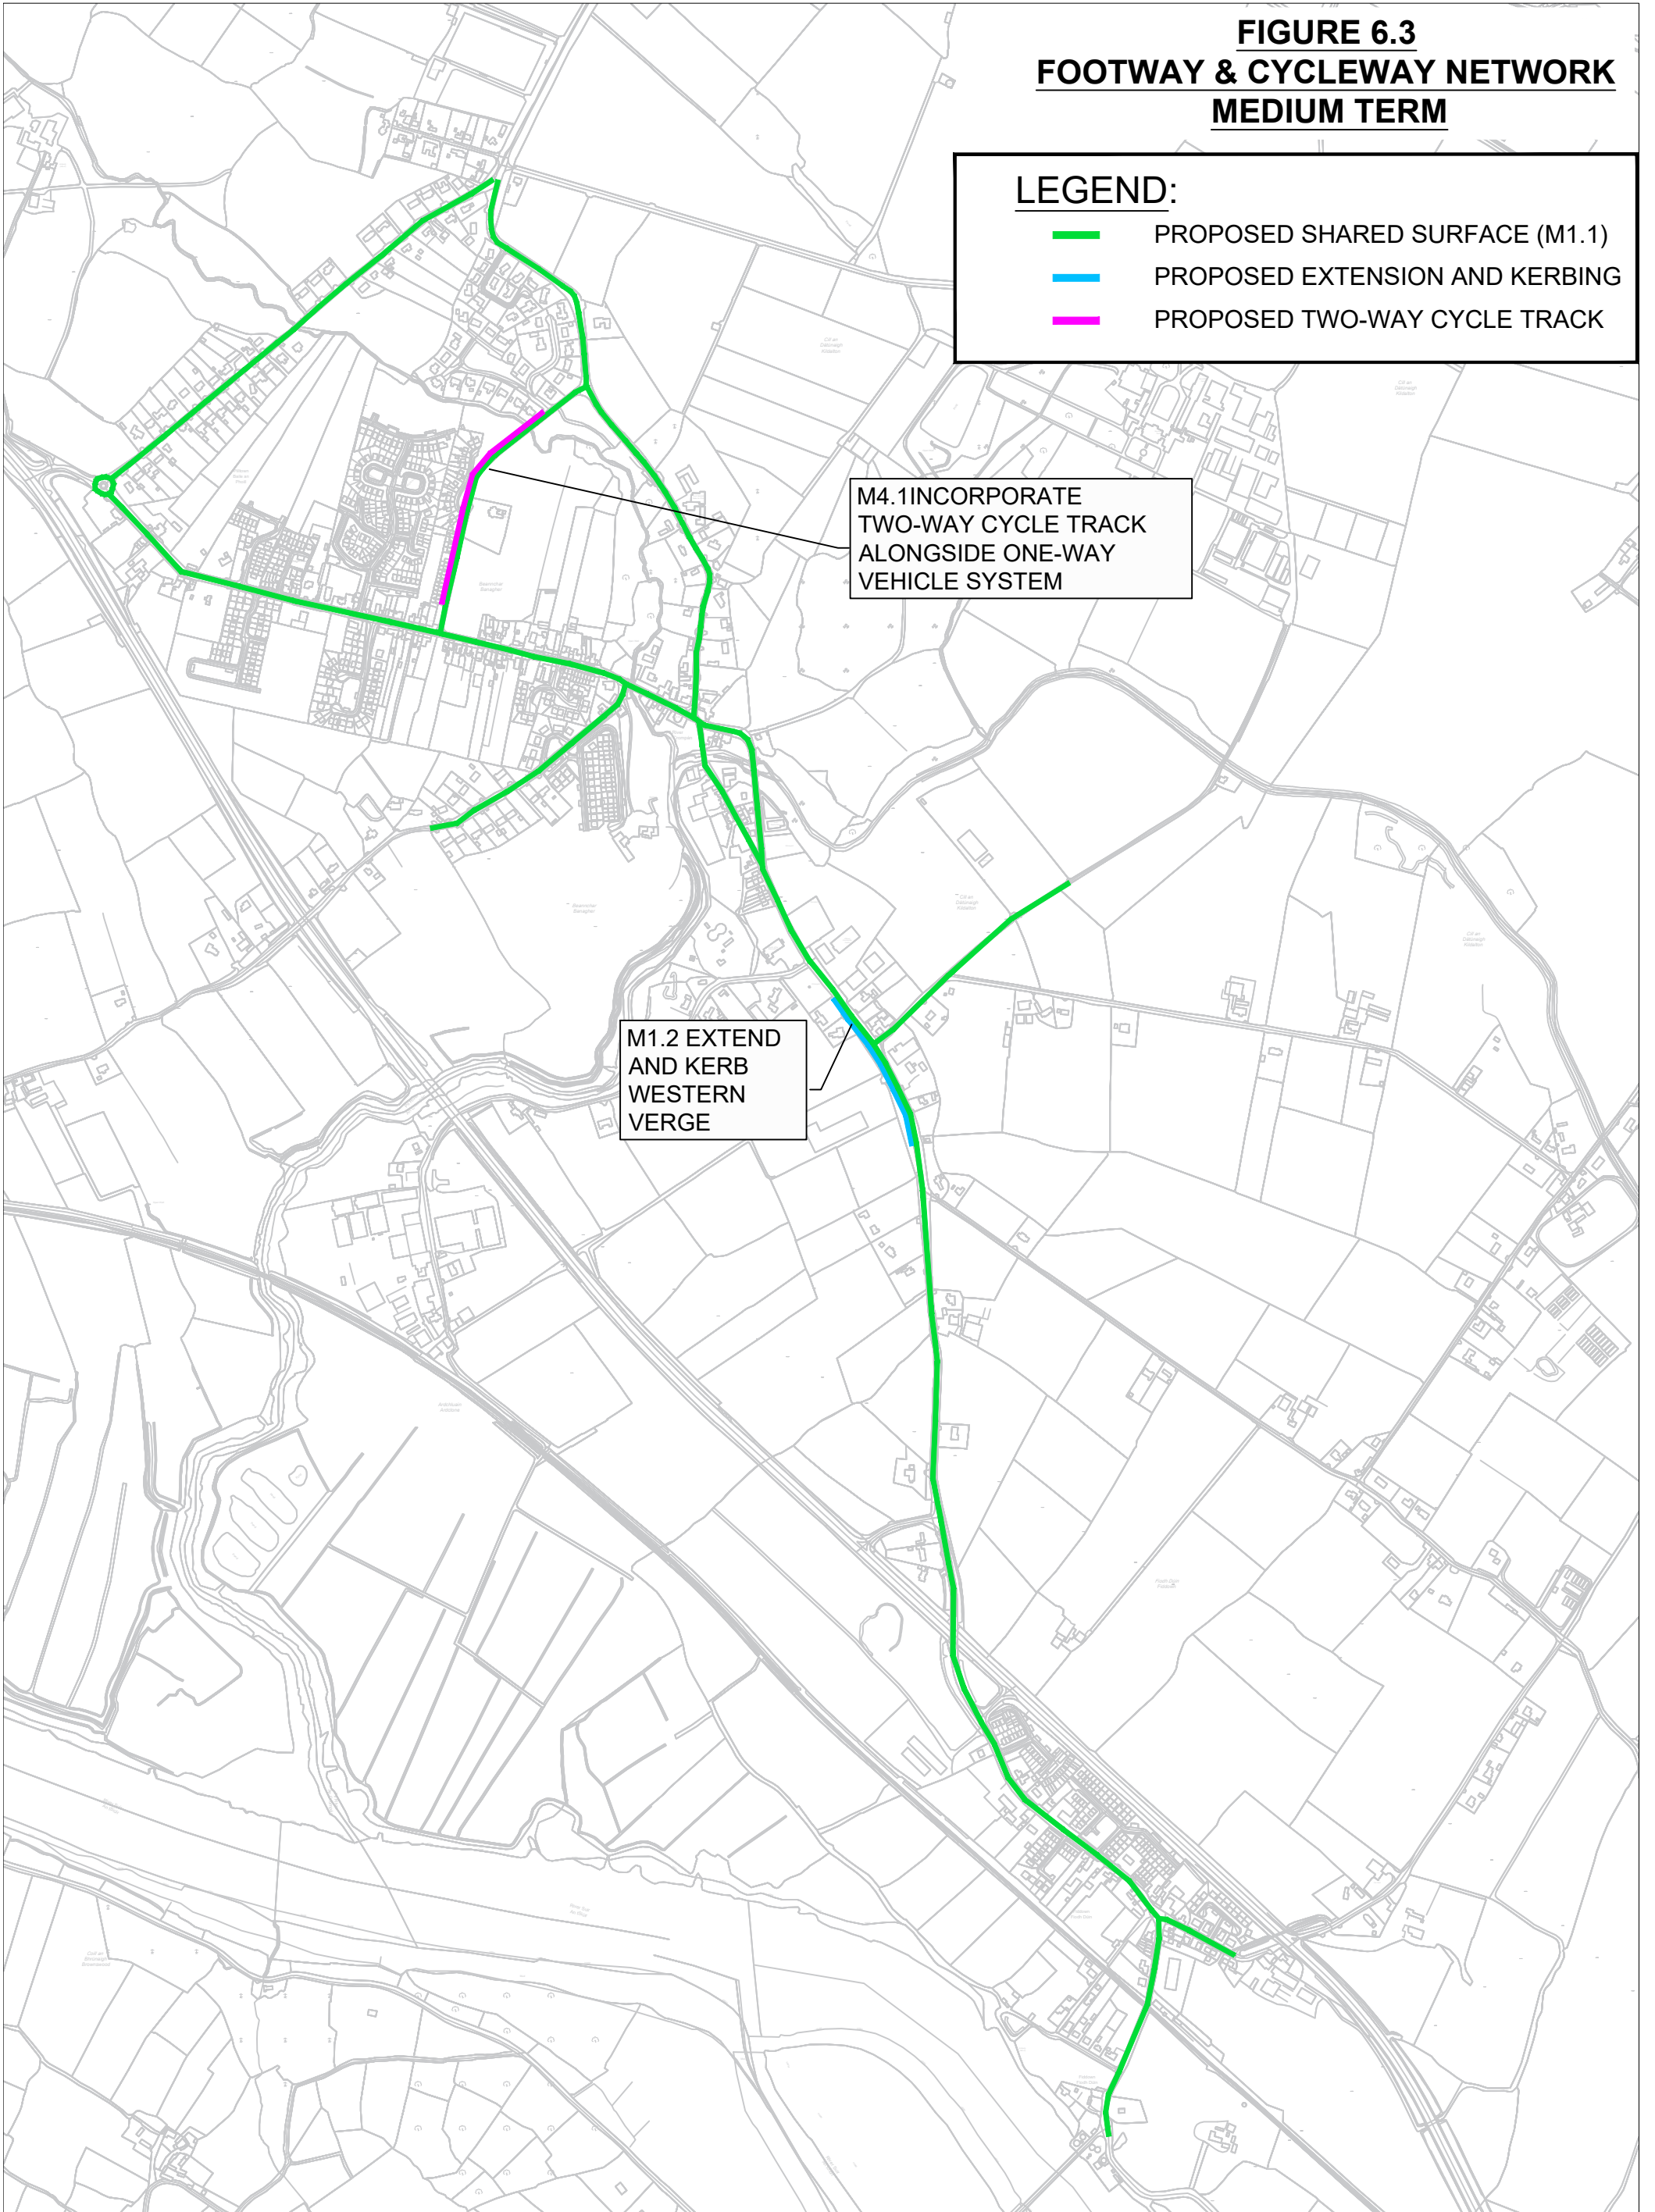 FIGURE 6.3
FOOTWAY & CYCLEWAY NETWORK
MEDIUM TERM
LEGEND:
PROPOSED SHARED SURFACE (M1.1)
PROPOSED EXTENSION AND KERBING
PROPOSED TWO-WAY CYCLE TRACK
M4.1INCORPORATE
TWO-WAY CYCLE TRACK
ALONGSIDE ONE-WAY
VEHICLE SYSTEM
M1.2 EXTEND
AND KERB
WESTERN
VERGE